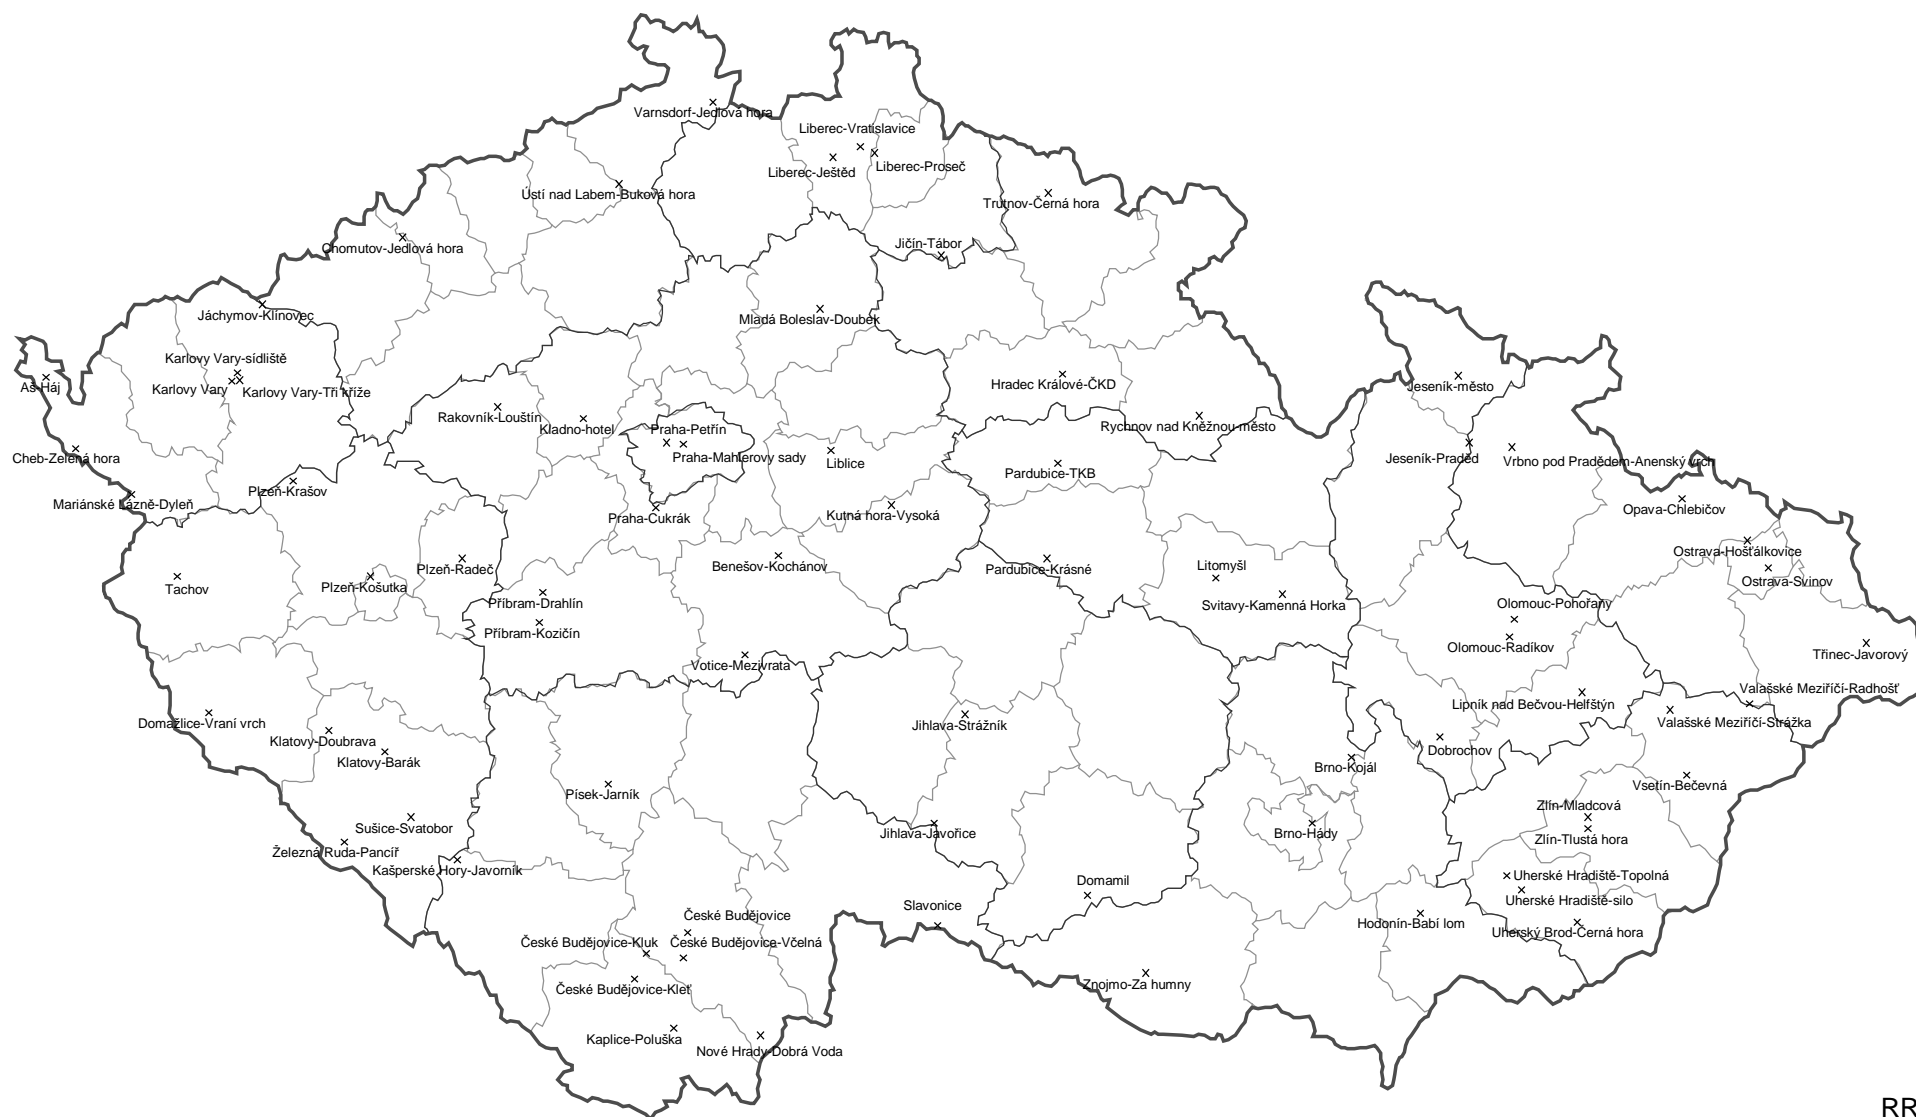 Varnsdorf-Jedlová hora
Liberec-Vratislavice
Liberec-Ještěd
Liberec-Proseč
Ústí nad Labem-Buková hora
Trutnov-Černá hora
Chomutov-Jedlová hora
Jičín-Tábor
Jáchymov-Klínovec
Mladá Boleslav-Doubek
Karlovy Vary-sídliště
Karlovy Vary
Karlovy Vary-Tři kříže
Aš-Háj
Hradec Králové-ČKD
Jeseník-město
Rakovník-Louštín
Kladno-hotel
Praha-Petřín
Rychnov nad Kněžnou-město
Cheb-Zelená hora
Praha-Mahlerovy sady
Liblice
Pardubice-TKB
Jeseník-Praděd
Vrbno pod Pradědem-Anenský vrch
Plzeň-Krašov
Mariánské Lázně-Dyleň
Praha-Cukrák
Kutná hora-Vysoká
Opava-Chlebičov
Ostrava-Hošťálkovice
Plzeň-Radeč
Benešov-Kochánov
Pardubice-Krásné
Litomyšl
Ostrava-Svinov
Tachov
Plzeň-Košutka
Příbram-Drahlín
Svitavy-Kamenná Horka
Olomouc-Pohořany
Příbram-Kozičín
Olomouc-Radíkov
Votice-Mezivrata
Třinec-Javorový
Valašské Meziříčí-Radhošť
Lipník nad Bečvou-Helfštýn
Domažlice-Vraní vrch
Jihlava-Strážník
Valašské Meziříčí-Strážka
Klatovy-Doubrava
Klatovy-Barák
Dobrochov
Brno-Kojál
Písek-Jarník
Vsetín-Bečevná
Zlín-Mladcová
Sušice-Svatobor
Jihlava-Javořice
Brno-Hády
Zlín-Tlustá hora
Železná Ruda-Pancíř
Kašperské Hory-Javorník
Domamil
Uherské Hradiště-Topolná
Uherské Hradiště-silo
Slavonice
České Budějovice
Hodonín-Babí lom
Uherský Brod-Černá hora
České Budějovice-Kluk
České Budějovice-Včelná
České Budějovice-Kleť
Znojmo-Za humny
Kaplice-Poluška
Nové Hrady-Dobrá Voda
RR